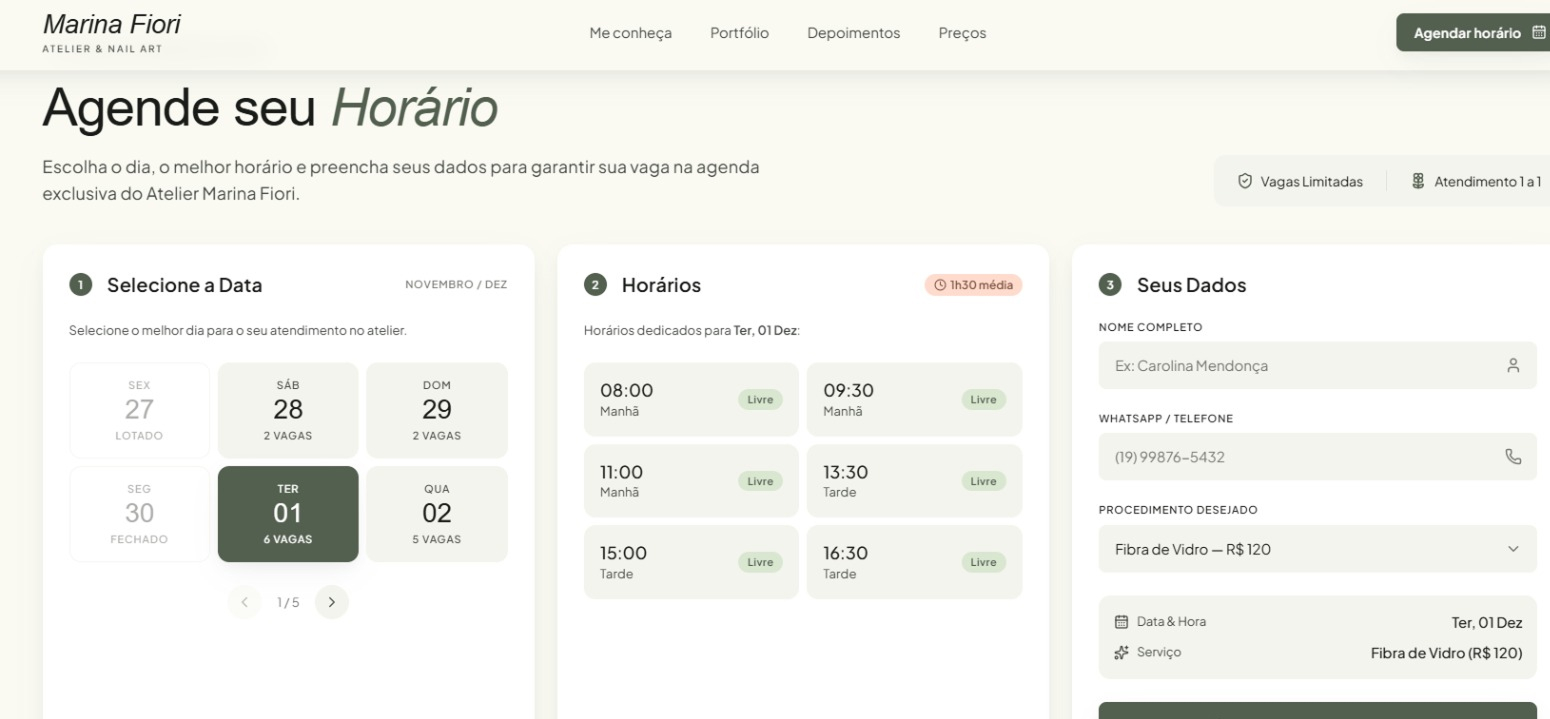 Marina Fiori
ATELIER & NAIL ART
Me conheça
Portfólio
Depoimentos
Preços
Agendar horário
Agende seu Horário
Escolha o dia, o melhor horário e preencha seus dados para garantir sua vaga na agenda
exclusiva do Atelier Marina Fiori.
Vagas Limitadas
Atendimento 1 a 1
1 Selecione a Data
NOVEMBRO / DEZ
Selecione o melhor dia para o seu atendimento no atelier.
SEX
27
LOTADO
SÁB
28
2 VAGAS
DOM
29
2 VAGAS
SEG
30
FECHADO
TER
01
6 VAGAS
QUA
02
5 VAGAS
1 / 5
2 Horários
1h30 média
Horários dedicados para Ter, 01 Dez:
08:00
Manhã
Livre
09:30
Manhã
Livre
11:00
Manhã
Livre
13:30
Tarde
Livre
15:00
Tarde
Livre
16:30
Tarde
Livre
3 Seus Dados
NOME COMPLETO
Ex: Carolina Mendonça
WHATSAPP / TELEFONE
(19) 99876-5432
PROCEDIMENTO DESEJADO
Fibra de Vidro — R$ 120
Data & Hora
Ter, 01 Dez
Serviço
Fibra de Vidro (R$ 120)